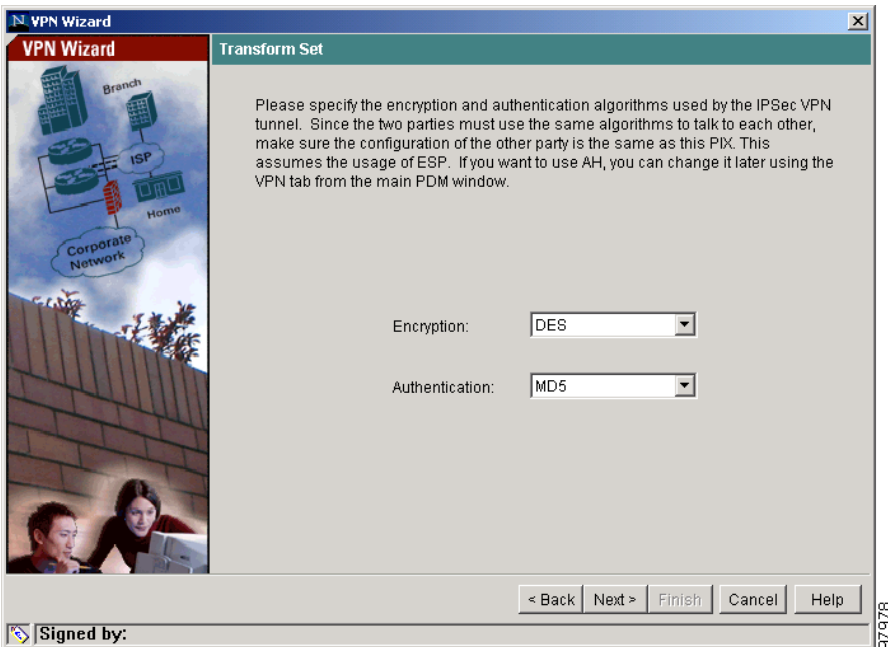 VPN Wizard
VPN Wizard
Transform Set
Branch
ISP
Home
Corporate
Network
Please specify the encryption and authentication algorithms used by the IPSec VPN
tunnel. Since the two parties must use the same algorithms to talk to each other,
make sure the configuration of the other party is the same as this PIX. This
assumes the usage of ESP. If you want to use AH, you can change it later using the
VPN tab from the main PDM window.
Encryption: DES
Authentication: MD5
< Back Next > Finish Cancel Help
Signed by:
97978